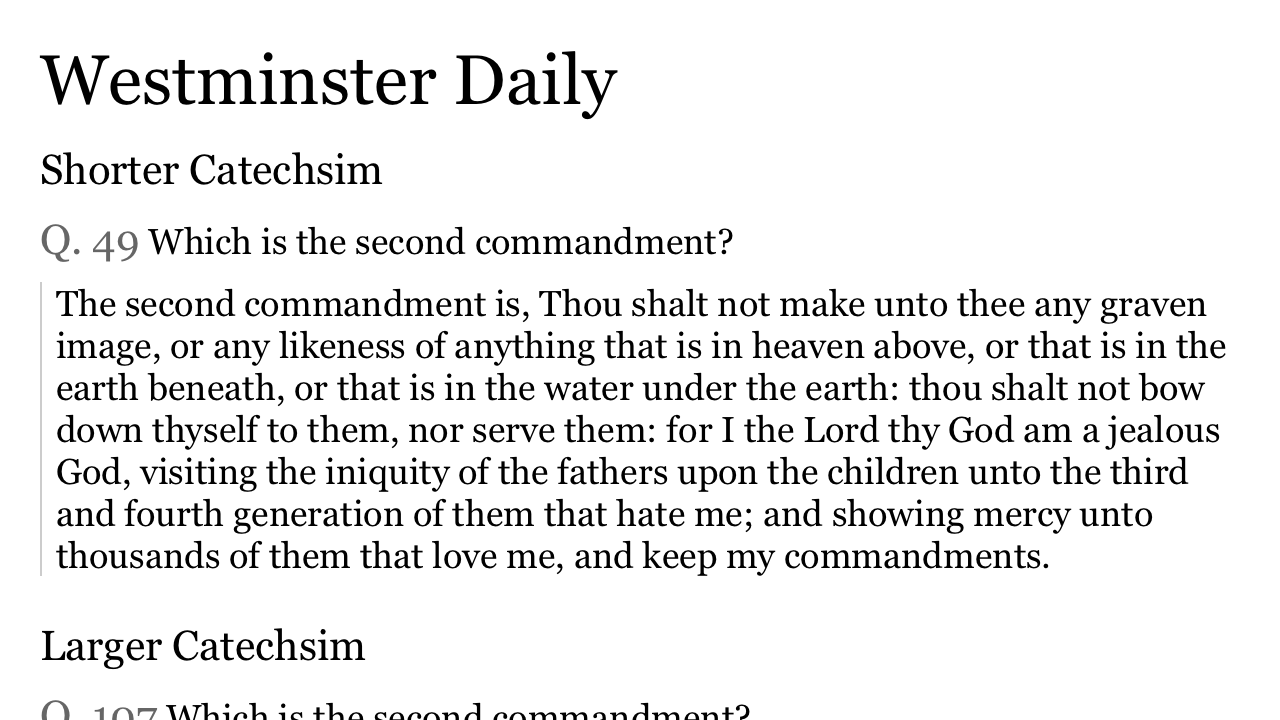 Westminster Daily
Shorter Catechsim
Q. 49 Which is the second commandment?
The second commandment is, Thou shalt not make unto thee any graven
image, or any likeness of anything that is in heaven above, or that is in the
earth beneath, or that is in the water under the earth: thou shalt not bow
down thyself to them, nor serve them: for I the Lord thy God am a jealous
God, visiting the iniquity of the fathers upon the children unto the third
and fourth generation of them that hate me; and showing mercy unto
thousands of them that love me, and keep my commandments.
Larger Catechsim
Q. 107 Which is the second commandment?